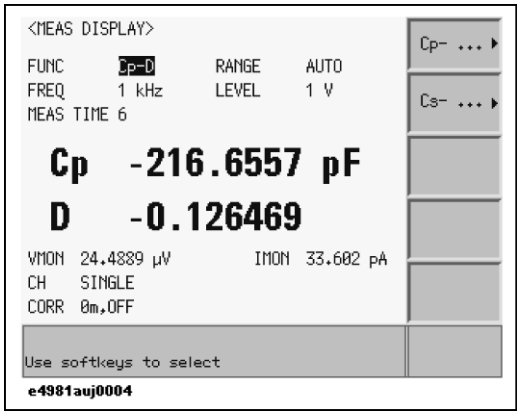 <MEAS DISPLAY>
Cp- ...
FUNC Cp-D RANGE AUTO
FREQ 1 kHz LEVEL 1 V
Cs- ...
MEAS TIME 6
Cp -216.6557 pF
D -0.126469
VMON 24.4889 µV IMON 33.602 pA
CH SINGLE
CORR 0m,OFF
Use softkeys to select
e4981auj0004